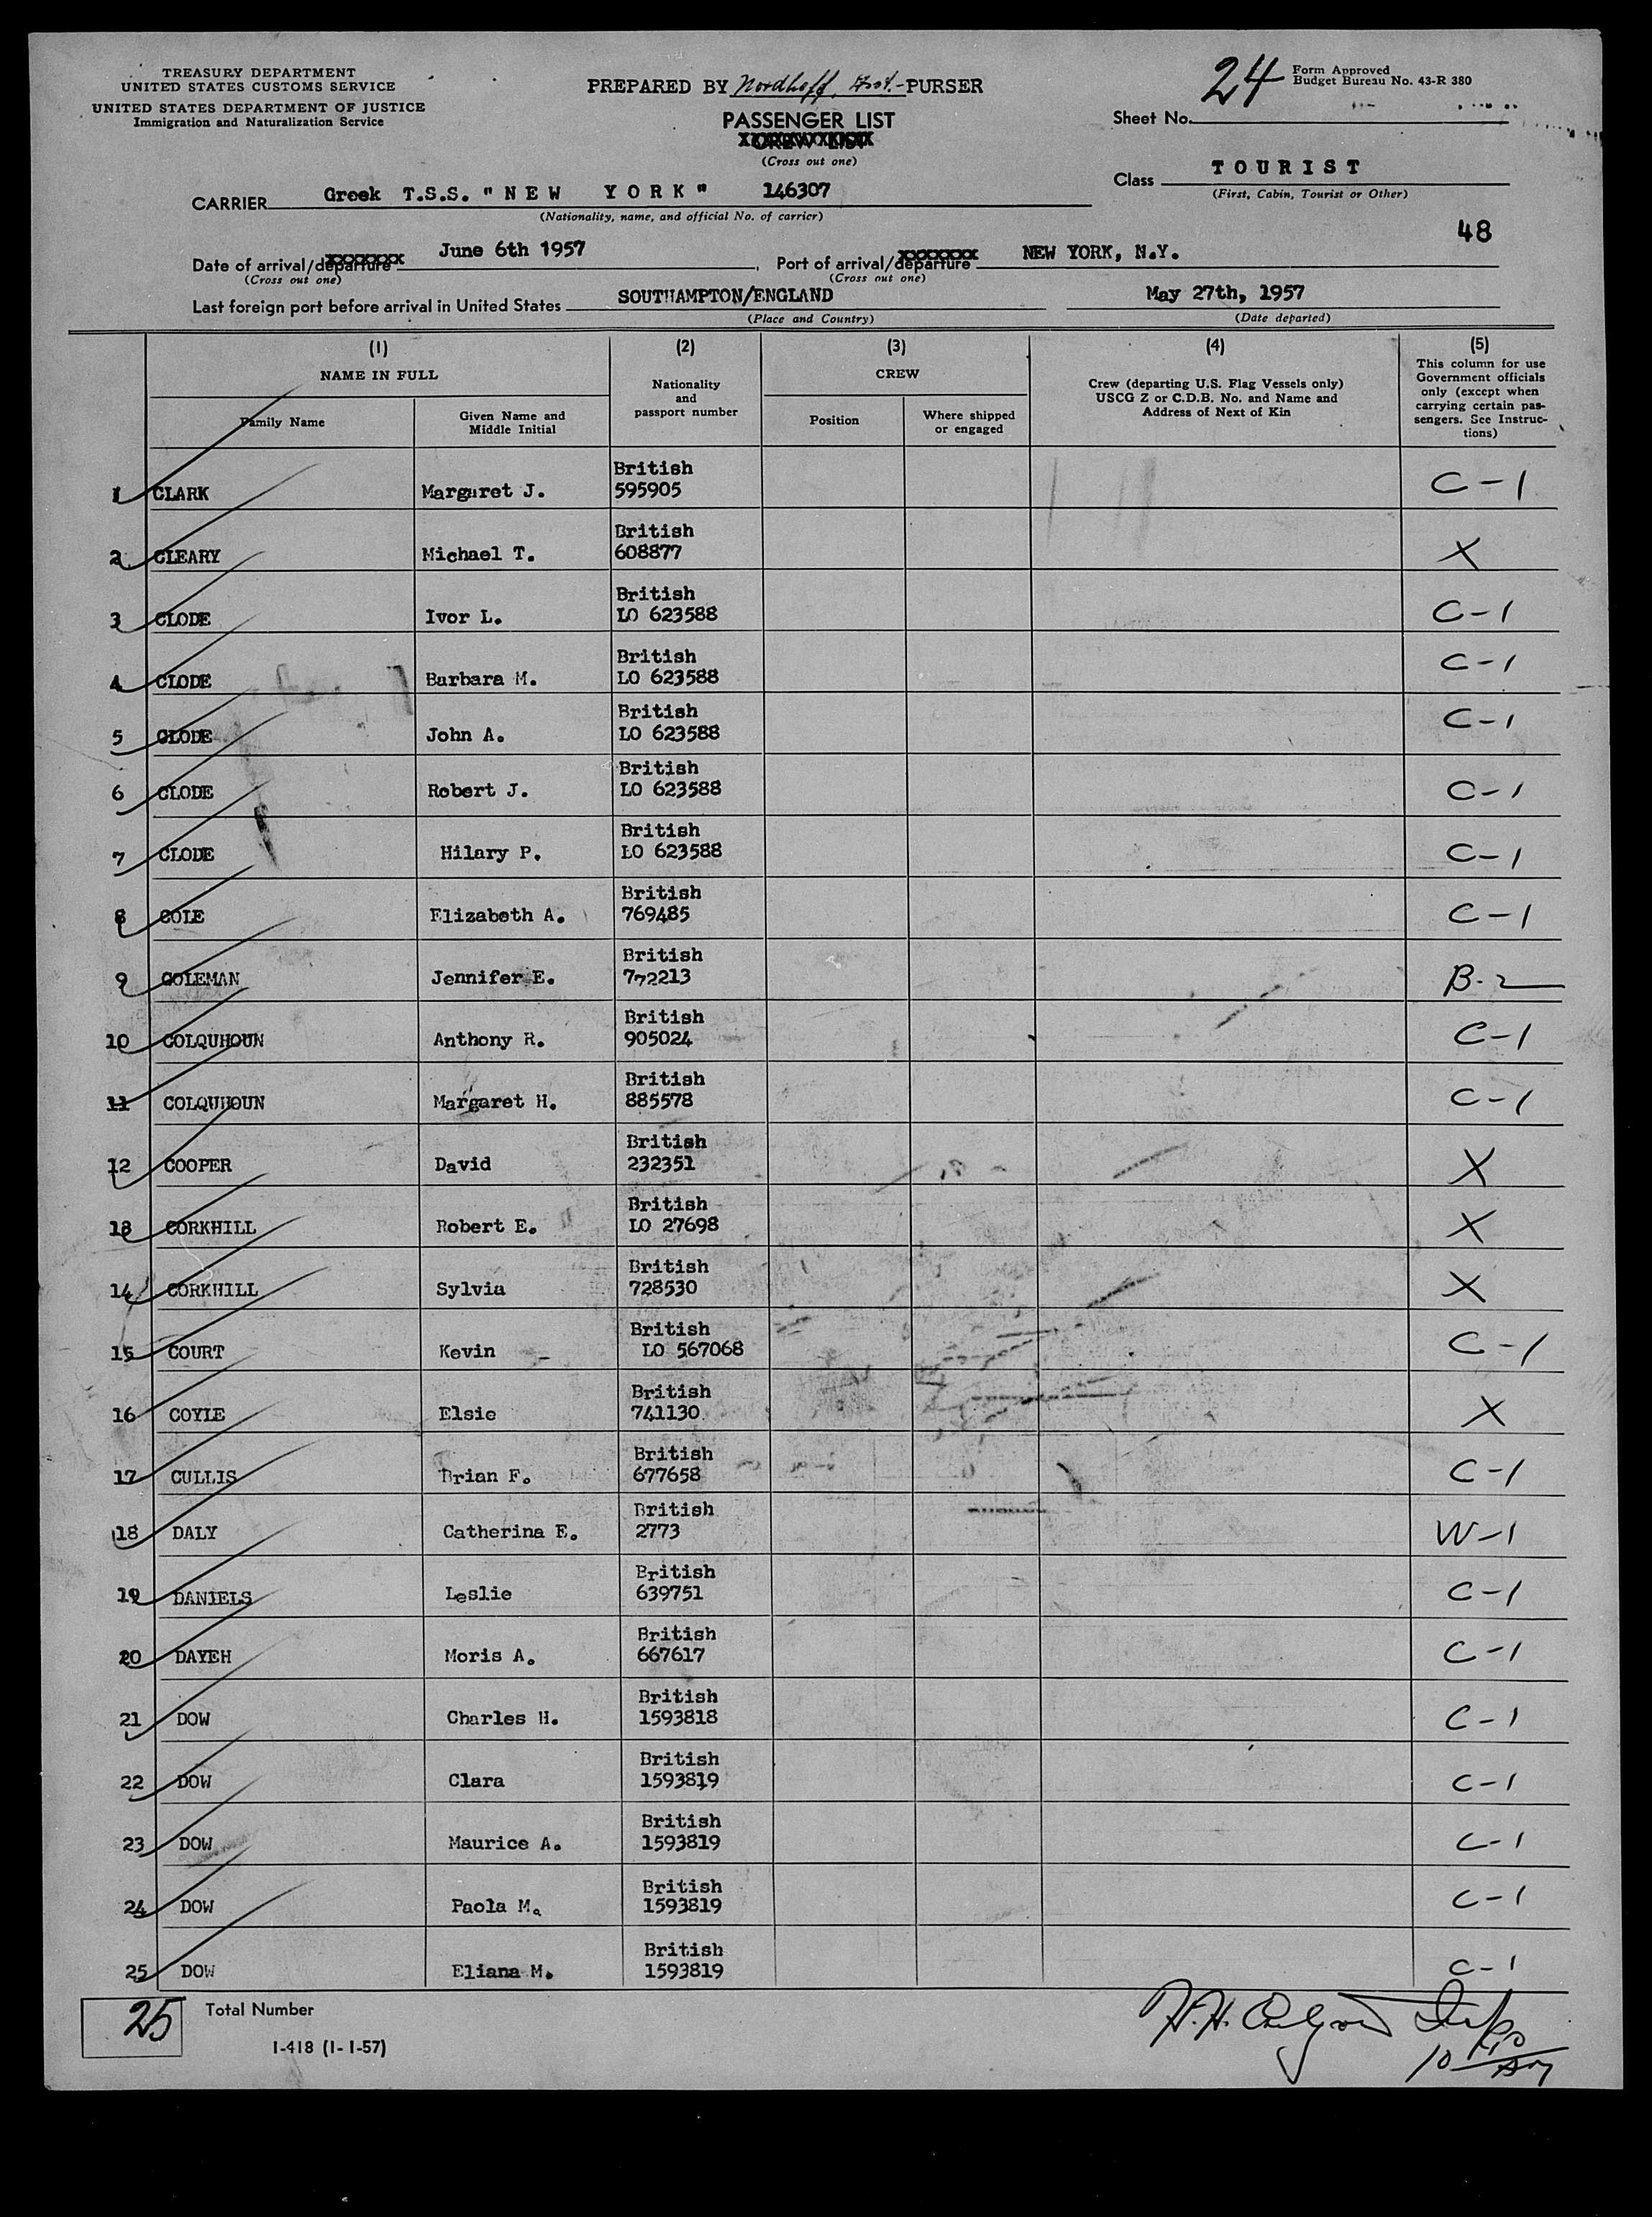 TREASURY DEPARTMENT
UNITED STATES CUSTOMS SERVICE
UNITED STATES DEPARTMENT OF JUSTICE
Immigration and Naturalization Service
PREPARED BY Nordhoff, Asst.-PURSER
PASSENGER LIST
(Cross out one)
24
Form Approved
Budget Bureau No. 43-R 380
Sheet No.
Class TOURIST
(First, Cabin, Tourist or Other)
CARRIER Greek T.S.S. "NEW YORK" 146307
(Nationality, name, and official No. of carrier)
48
Date of arrival/departure June 6th 1957, Port of arrival/departure NEW YORK, N.Y.
(Cross out one) (Cross out one)
Last foreign port before arrival in United States SOUTHAMPTON/ENGLAND May 27th, 1957
(Place and Country) (Date departed)
(1) NAME IN FULL
Family Name
Given Name and Middle Initial
(2) Nationality and passport number
(3) CREW
Position
Where shipped or engaged
(4) Crew (departing U.S. Flag Vessels only) USCG Z or C.D.B. No. and Name and Address of Next of Kin
(5) This column for use Government officials only (except when carrying certain passengers. See Instructions)
1 CLARK Margaret J. British 595905 C-1
2 CLEARY Michael T. British 608877 X
3 CLODE Ivor L. British LO 623588 C-1
4 CLODE Barbara M. British LO 623588 C-1
5 CLODE John A. British LO 623588 C-1
6 CLODE Robert J. British LO 623588 C-1
7 CLODE Hilary P. British LO 623588 C-1
8 COLE Elizabeth A. British 769485 C-1
9 COLEMAN Jennifer E. British 772213 B-2
10 COLQUHOUN Anthony R. British 905024 C-1
11 COLQUHOUN Margaret H. British 885578 C-1
12 COOPER David British 232351 X
13 CORKHILL Robert E. British LO 27698 X
14 CORKHILL Sylvia British 728530 X
15 COURT Kevin British LO 567068 C-1
16 COYLE Elsie British 741130 X
17 CULLIS Brian F. British 677658 C-1
18 DALY Catherina E. British 2773 W-1
19 DANIELS Leslie British 639751 C-1
20 DAYEH Moris A. British 667617 C-1
21 DOW Charles H. British 1593818 C-1
22 DOW Clara British 1593819 C-1
23 DOW Maurice A. British 1593819 C-1
24 DOW Paola M. British 1593819 C-1
25 DOW Eliana M. British 1593819 C-1
25 Total Number
I-418 (1-1-57)